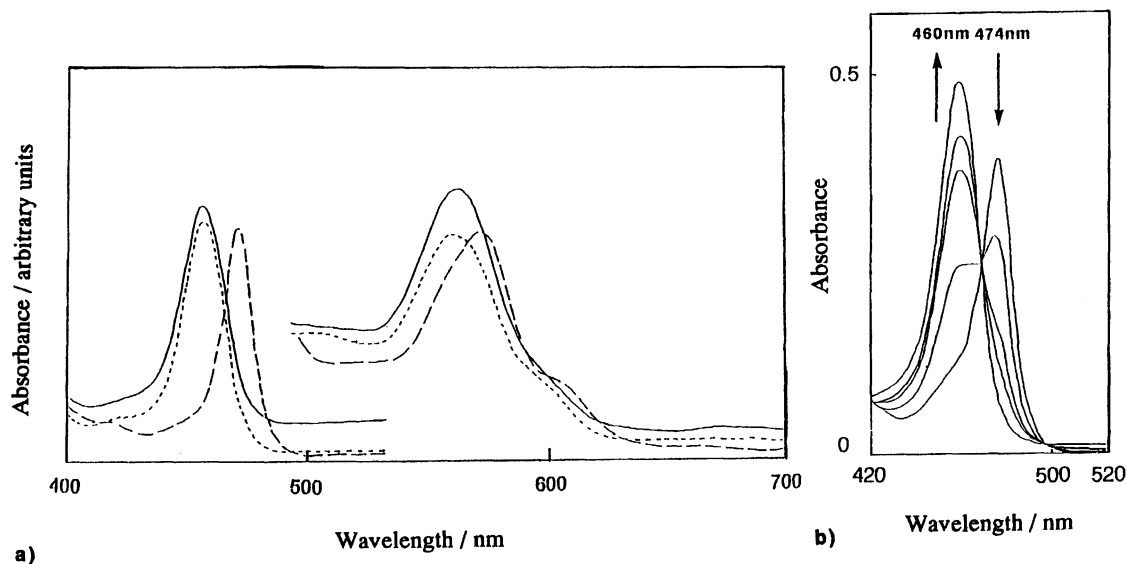 Absorbance / arbitrary units
400
500
600
700
Wavelength / nm
a)
460nm 474nm
0.5
0
Absorbance
420
500
520
Wavelength / nm
b)